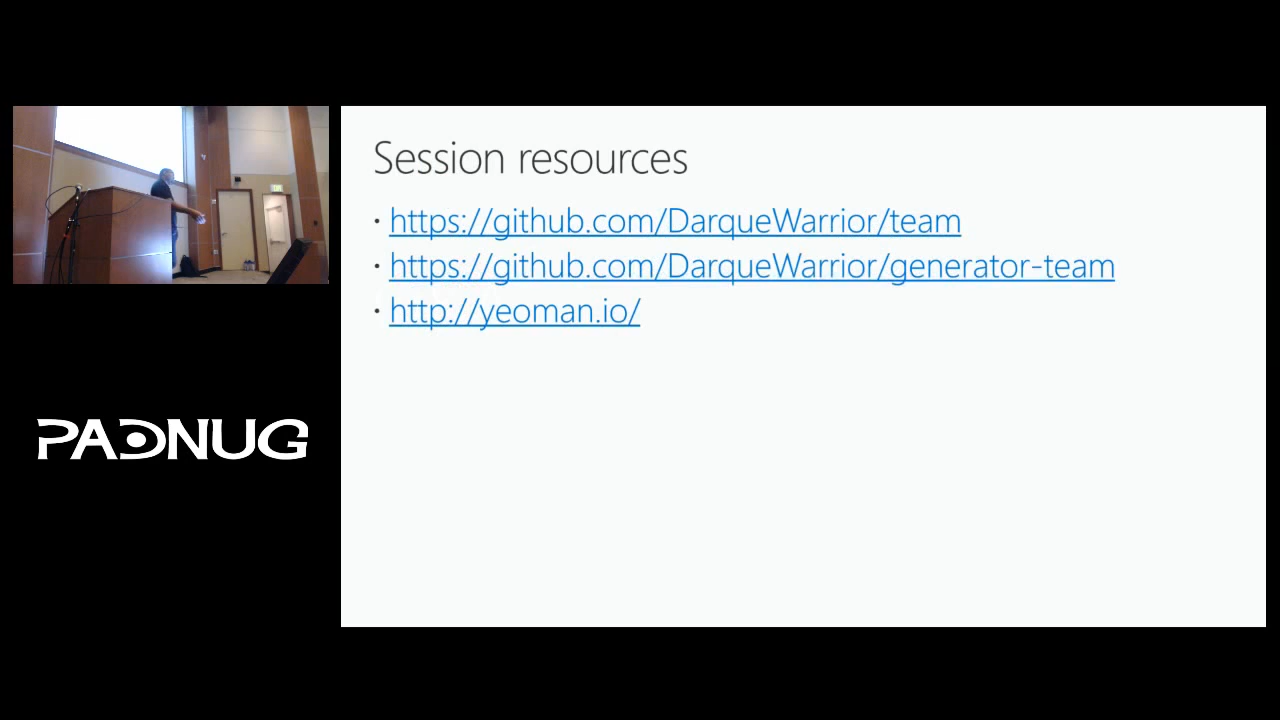 Session resources
· https://github.com/DarqueWarrior/team
· https://github.com/DarqueWarrior/generator-team
· http://yeoman.io/
PADNUG